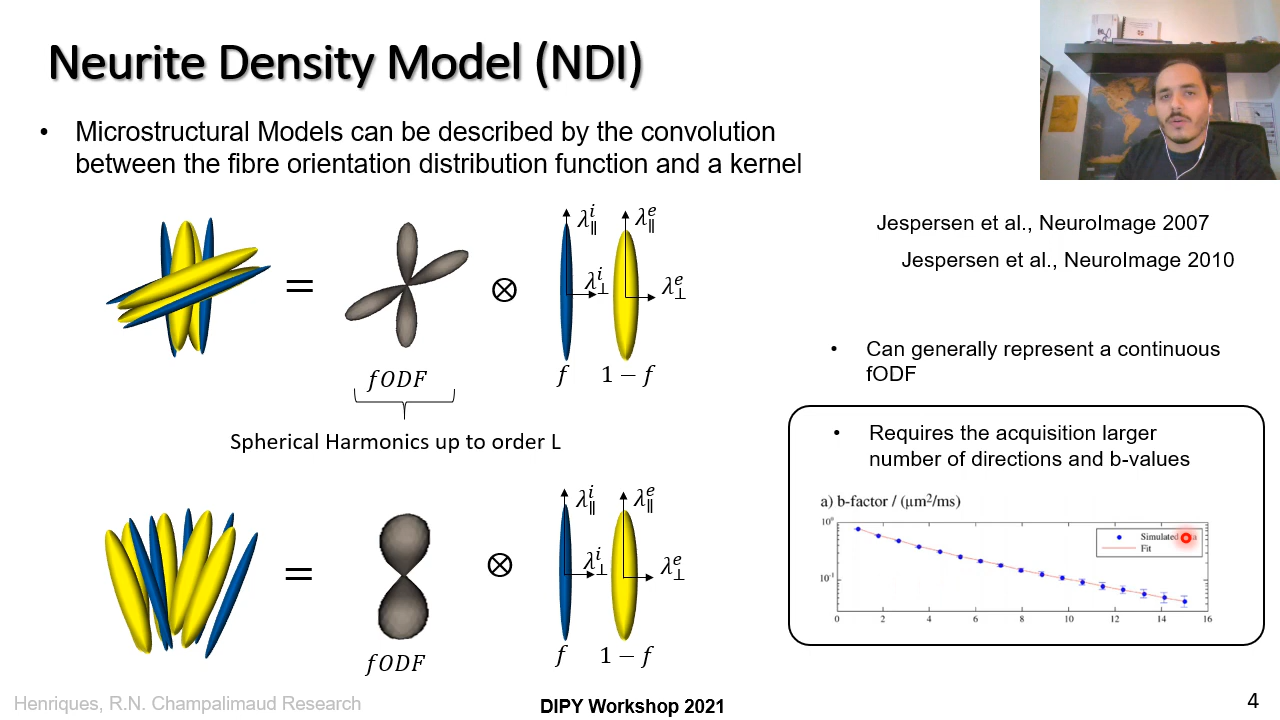 Neurite Density Model (NDI)
• Microstructural Models can be described by the convolution
between the fibre orientation distribution function and a kernel
Jespersen et al., NeuroImage 2007
Jespersen et al., NeuroImage 2010
= ⊗ λ∥ⁱ λ⊥ⁱ λ∥ᵉ λ⊥ᵉ
fODF f 1 − f
Spherical Harmonics up to order L
= ⊗ λ∥ⁱ λ⊥ⁱ λ∥ᵉ λ⊥ᵉ
fODF f 1 − f
• Can generally represent a continuous
fODF
• Requires the acquisition larger
number of directions and b-values
a) b-factor / (μm²/ms)
10⁰
10⁻¹
Simulated
Fit
0 2 4 6 8 10 12 14 16
Henriques, R.N. Champalimaud Research
DIPY Workshop 2021
4